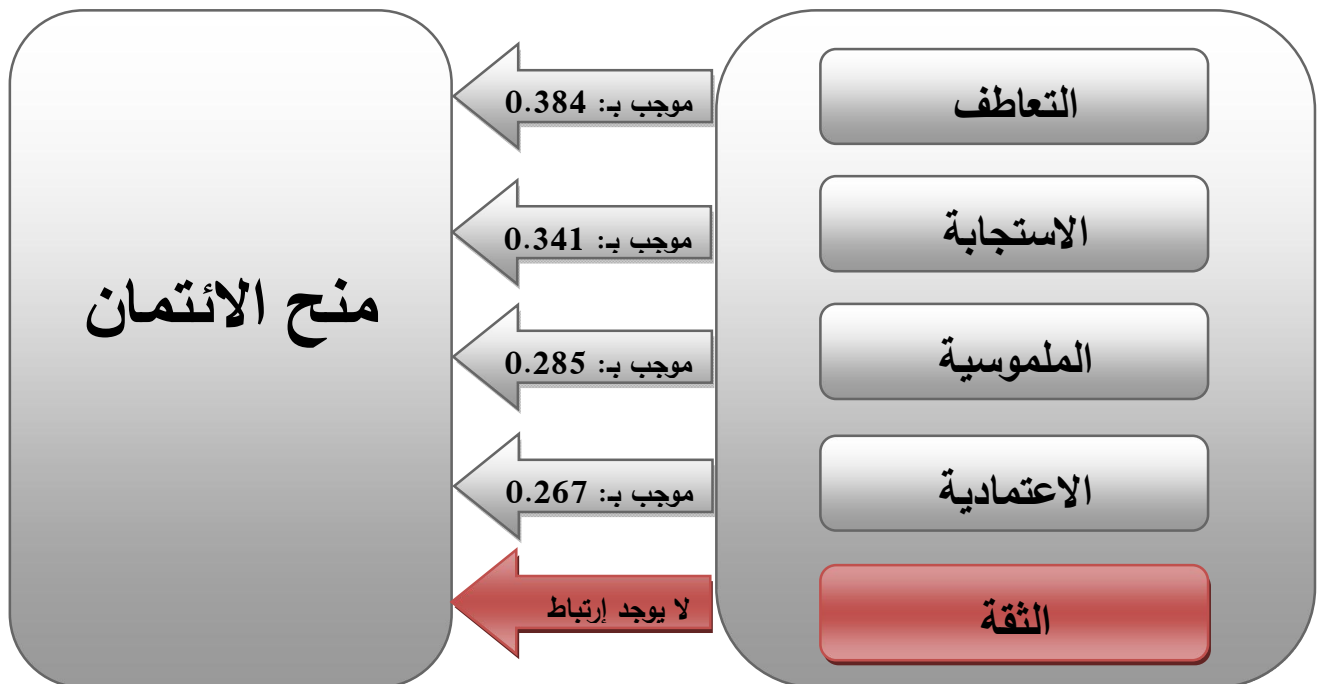 التعاطف
موجب بـ: 0.384
الاستجابة
موجب بـ: 0.341
منح الائتمان
الملموسية
موجب بـ: 0.285
الاعتمادية
موجب بـ: 0.267
الثقة
لا يوجد إرتباط